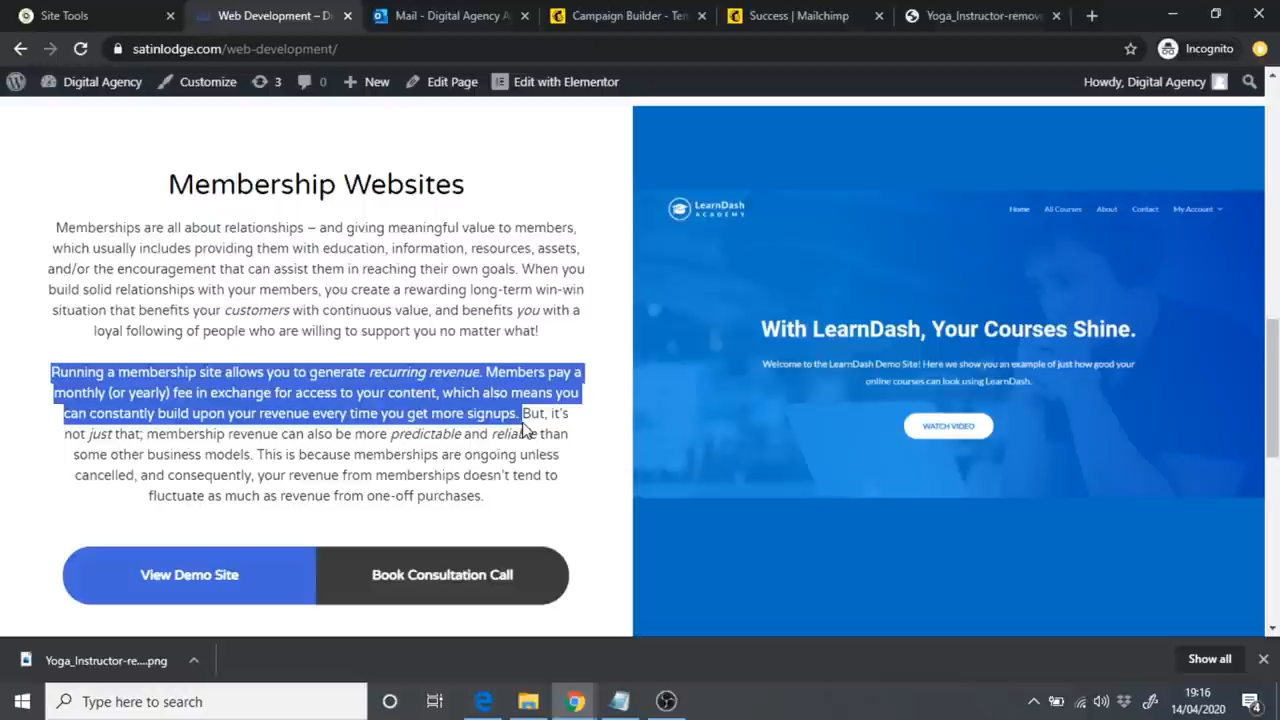 Site Tools
Web Development – Di
Mail - Digital Agency A
Campaign Builder - Tem
Success | Mailchimp
Yoga_Instructor-remov
satinlodge.com/web-development/
Incognito
Digital Agency
Customize
3
0
New
Edit Page
Edit with Elementor
Howdy, Digital Agency
Membership Websites
Memberships are all about relationships – and giving meaningful value to members,
which usually includes providing them with education, information, resources, assets,
and/or the encouragement that can assist them in reaching their own goals. When you
build solid relationships with your members, you create a rewarding long-term win-win
situation that benefits your customers with continuous value, and benefits you with a
loyal following of people who are willing to support you no matter what!
Running a membership site allows you to generate recurring revenue. Members pay a
monthly (or yearly) fee in exchange for access to your content, which also means you
can constantly build upon your revenue every time you get more signups. But, it's
not just that; membership revenue can also be more predictable and reliable than
some other business models. This is because memberships are ongoing unless
cancelled, and consequently, your revenue from memberships doesn't tend to
fluctuate as much as revenue from one-off purchases.
View Demo Site
Book Consultation Call
LearnDash
ACADEMY
Home
All Courses
About
Contact
My Account
With LearnDash, Your Courses Shine.
Welcome to the LearnDash Demo Site! Here we show you an example of just how good your
online courses can look using LearnDash.
WATCH VIDEO
Yoga_Instructor-re....png
Show all
Type here to search
19:16
14/04/2020
4